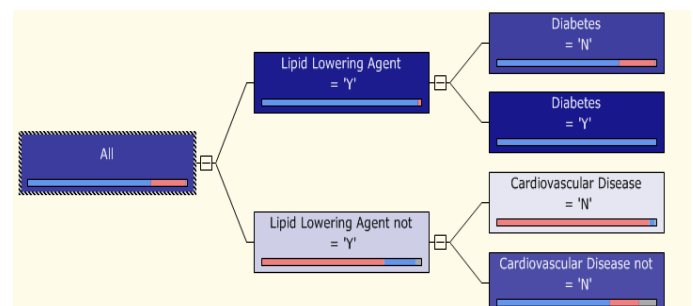 All
Lipid Lowering Agent
= 'Y'
Lipid Lowering Agent not
= 'Y'
Diabetes
= 'N'
Diabetes
= 'Y'
Cardiovascular Disease
= 'N'
Cardiovascular Disease not
= 'N'